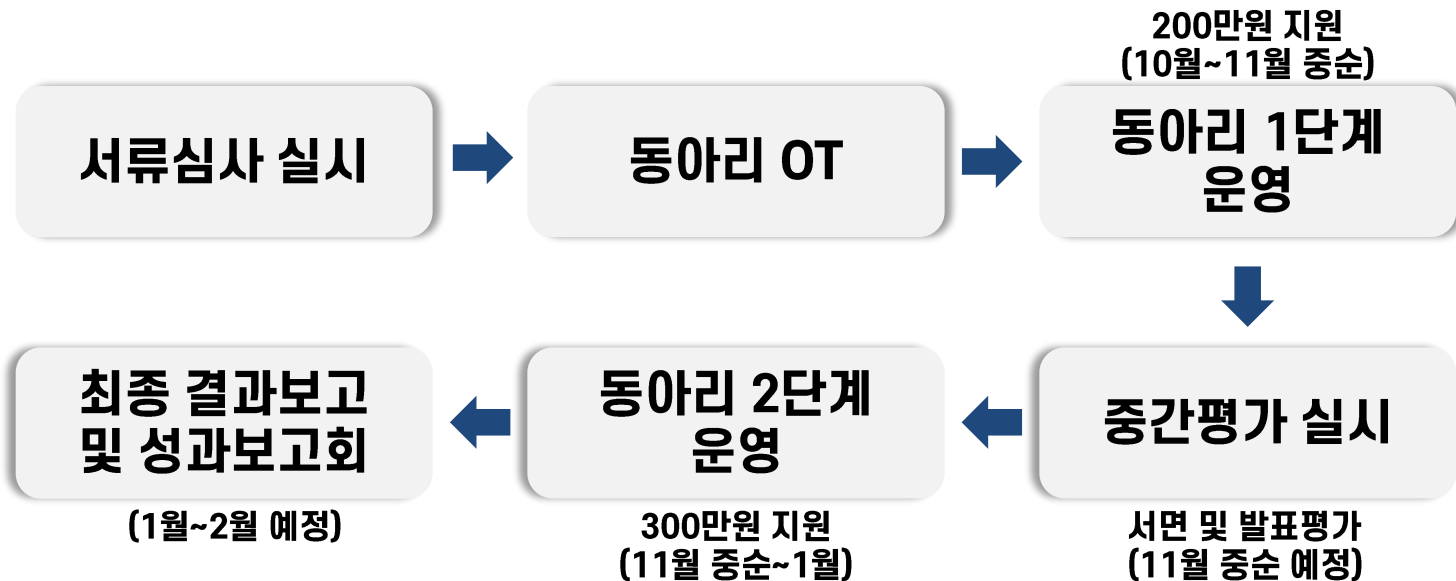 서류심사 실시
동아리 OT
200만원 지원
(10월~11월 중순)
동아리 1단계
운영
중간평가 실시
서면 및 발표평가
(11월 중순 예정)
동아리 2단계
운영
300만원 지원
(11월 중순~1월)
최종 결과보고
및 성과보고회
(1월~2월 예정)